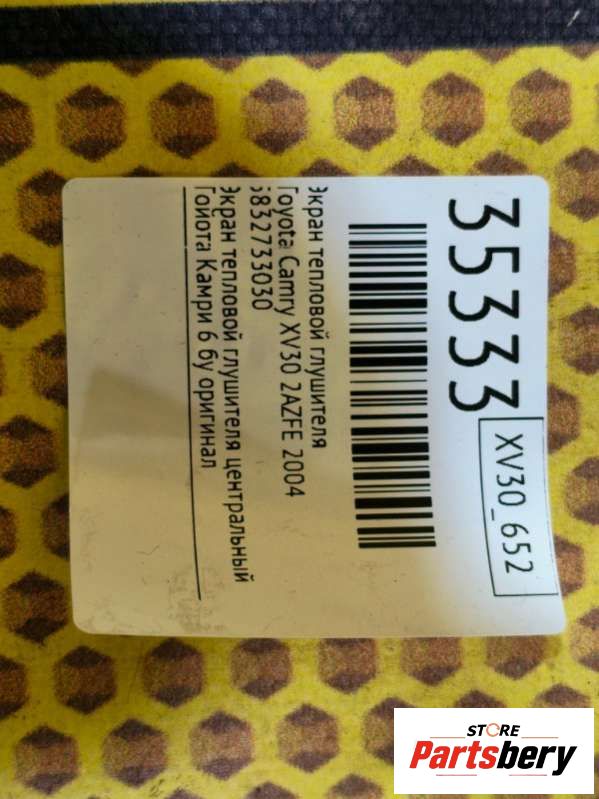 35333
XV30_652
Экран тепловой глушителя
Toyota Camry XV30 2AZFE 2004
5832733030
Экран тепловой глушителя центральный
Тойота Камри 6 бу оригинал
STORE
Partsbery